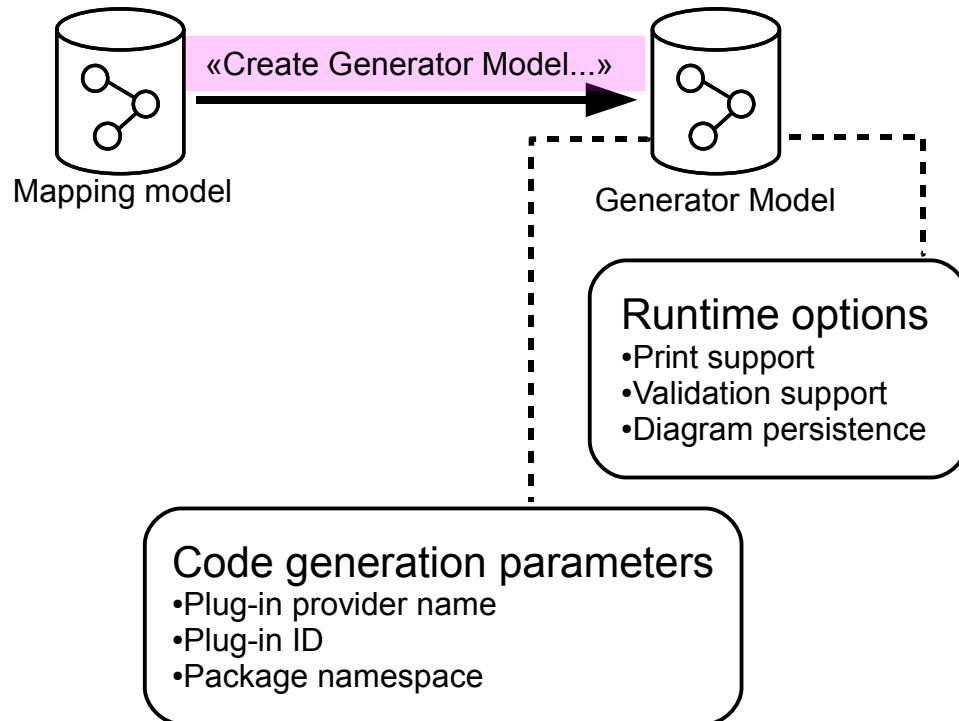 «Create Generator Model...»
Mapping model
Generator Model
Runtime options
•Print support
•Validation support
•Diagram persistence
Code generation parameters
•Plug-in provider name
•Plug-in ID
•Package namespace